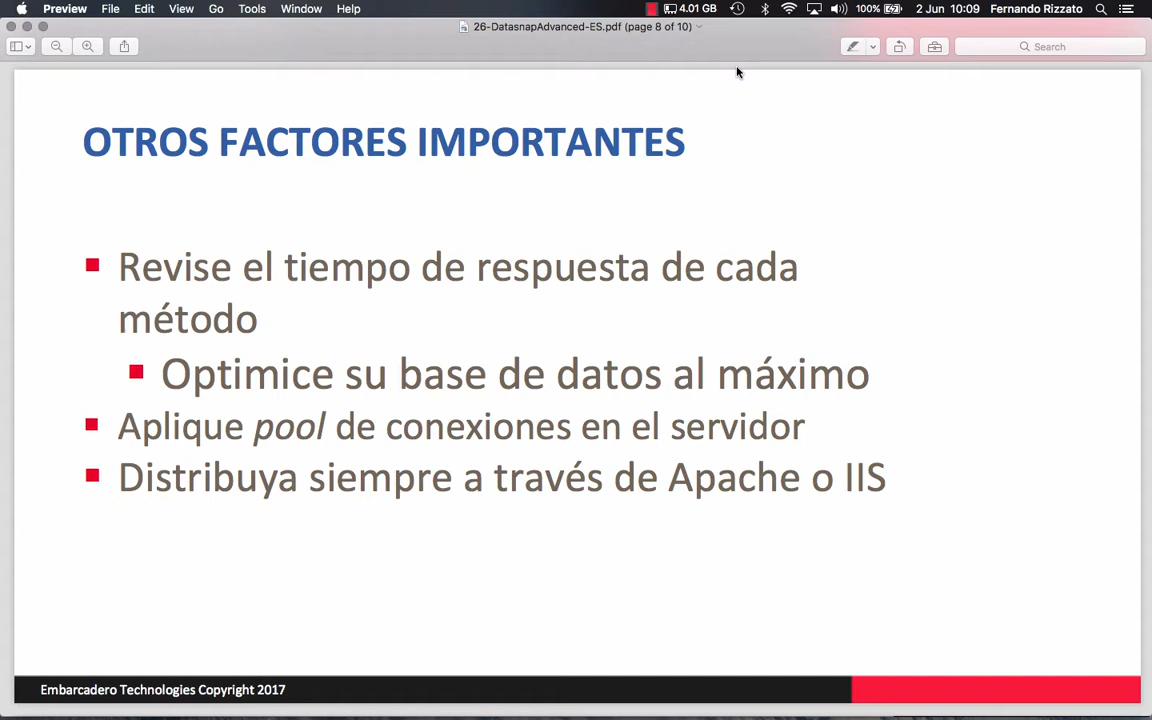 Preview File Edit View Go Tools Window Help 4.01 GB 100% 2 Jun 10:09 Fernando Rizzato
26-DatasnapAdvanced-ES.pdf (page 8 of 10)
Search
OTROS FACTORES IMPORTANTES
Revise el tiempo de respuesta de cada
método
Optimice su base de datos al máximo
Aplique pool de conexiones en el servidor
Distribuya siempre a través de Apache o IIS
Embarcadero Technologies Copyright 2017